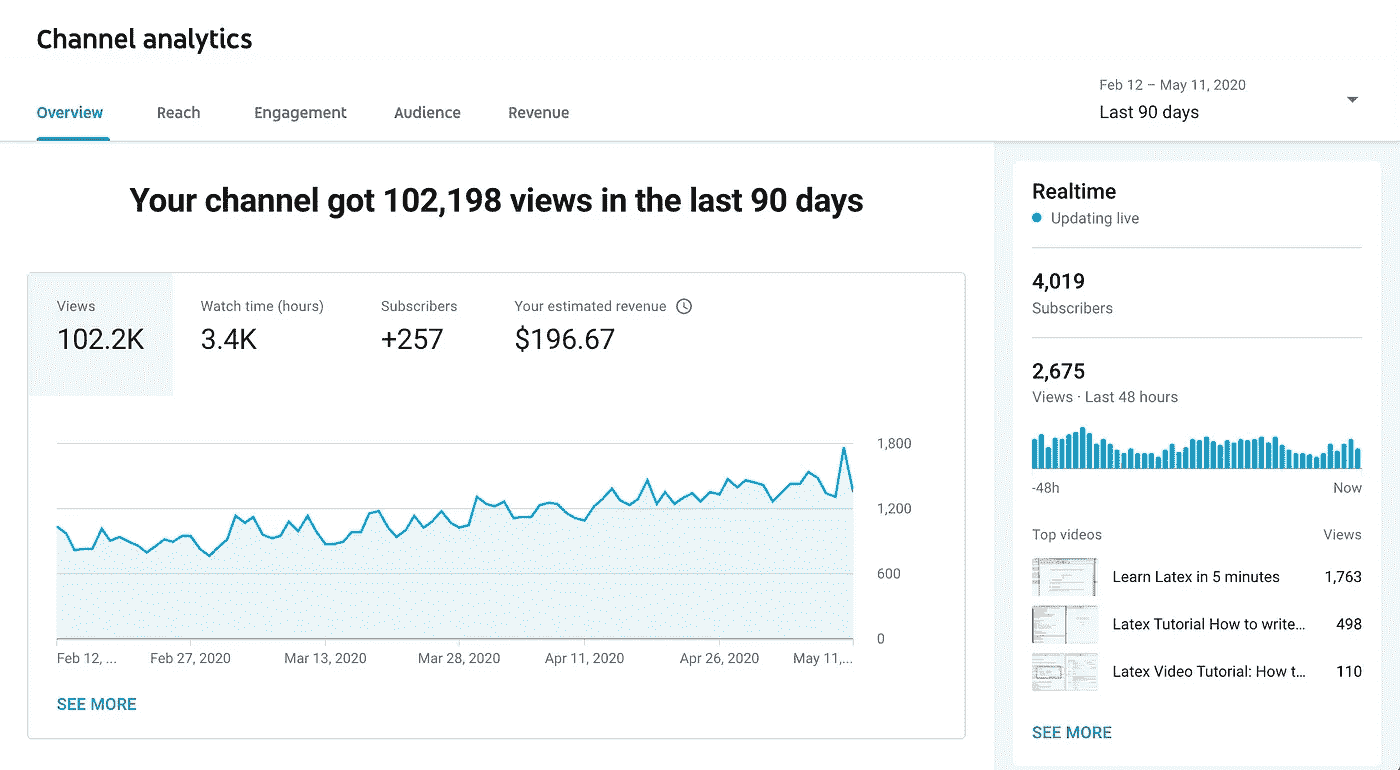 Channel analytics
Overview Reach Engagement Audience Revenue
Feb 12 – May 11, 2020
Last 90 days
Your channel got 102,198 views in the last 90 days
Views Watch time (hours) Subscribers Your estimated revenue
102.2K 3.4K +257 $196.67
1,800
1,200
600
0
Feb 12, ... Feb 27, 2020 Mar 13, 2020 Mar 28, 2020 Apr 11, 2020 Apr 26, 2020 May 11,...
SEE MORE
Realtime
Updating live
4,019
Subscribers
2,675
Views · Last 48 hours
-48h Now
Top videos Views
Learn Latex in 5 minutes 1,763
Latex Tutorial How to write... 498
Latex Video Tutorial: How t... 110
SEE MORE